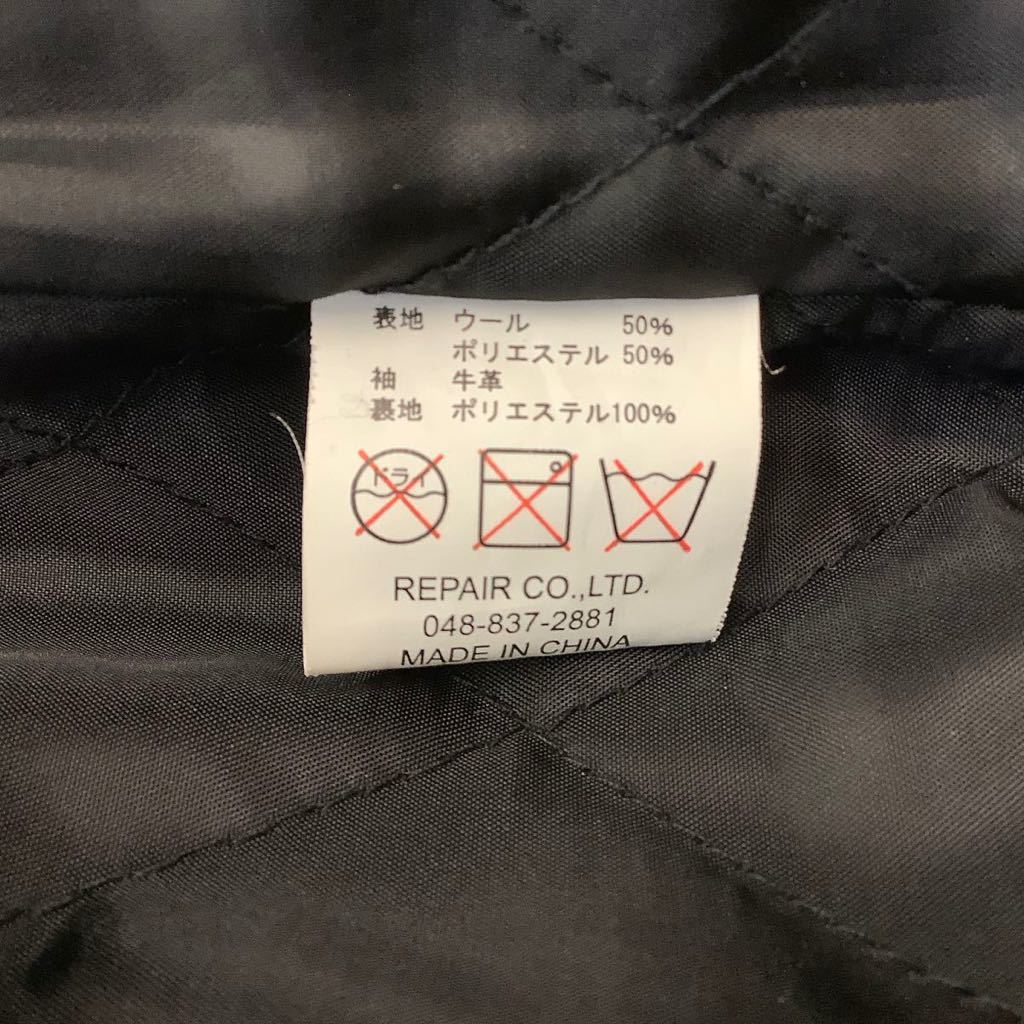 表地 ウール 50%
ポリエステル 50%
袖 牛革
裏地 ポリエステル100%
ドライ
REPAIR CO.,LTD.
048-837-2881
MADE IN CHINA